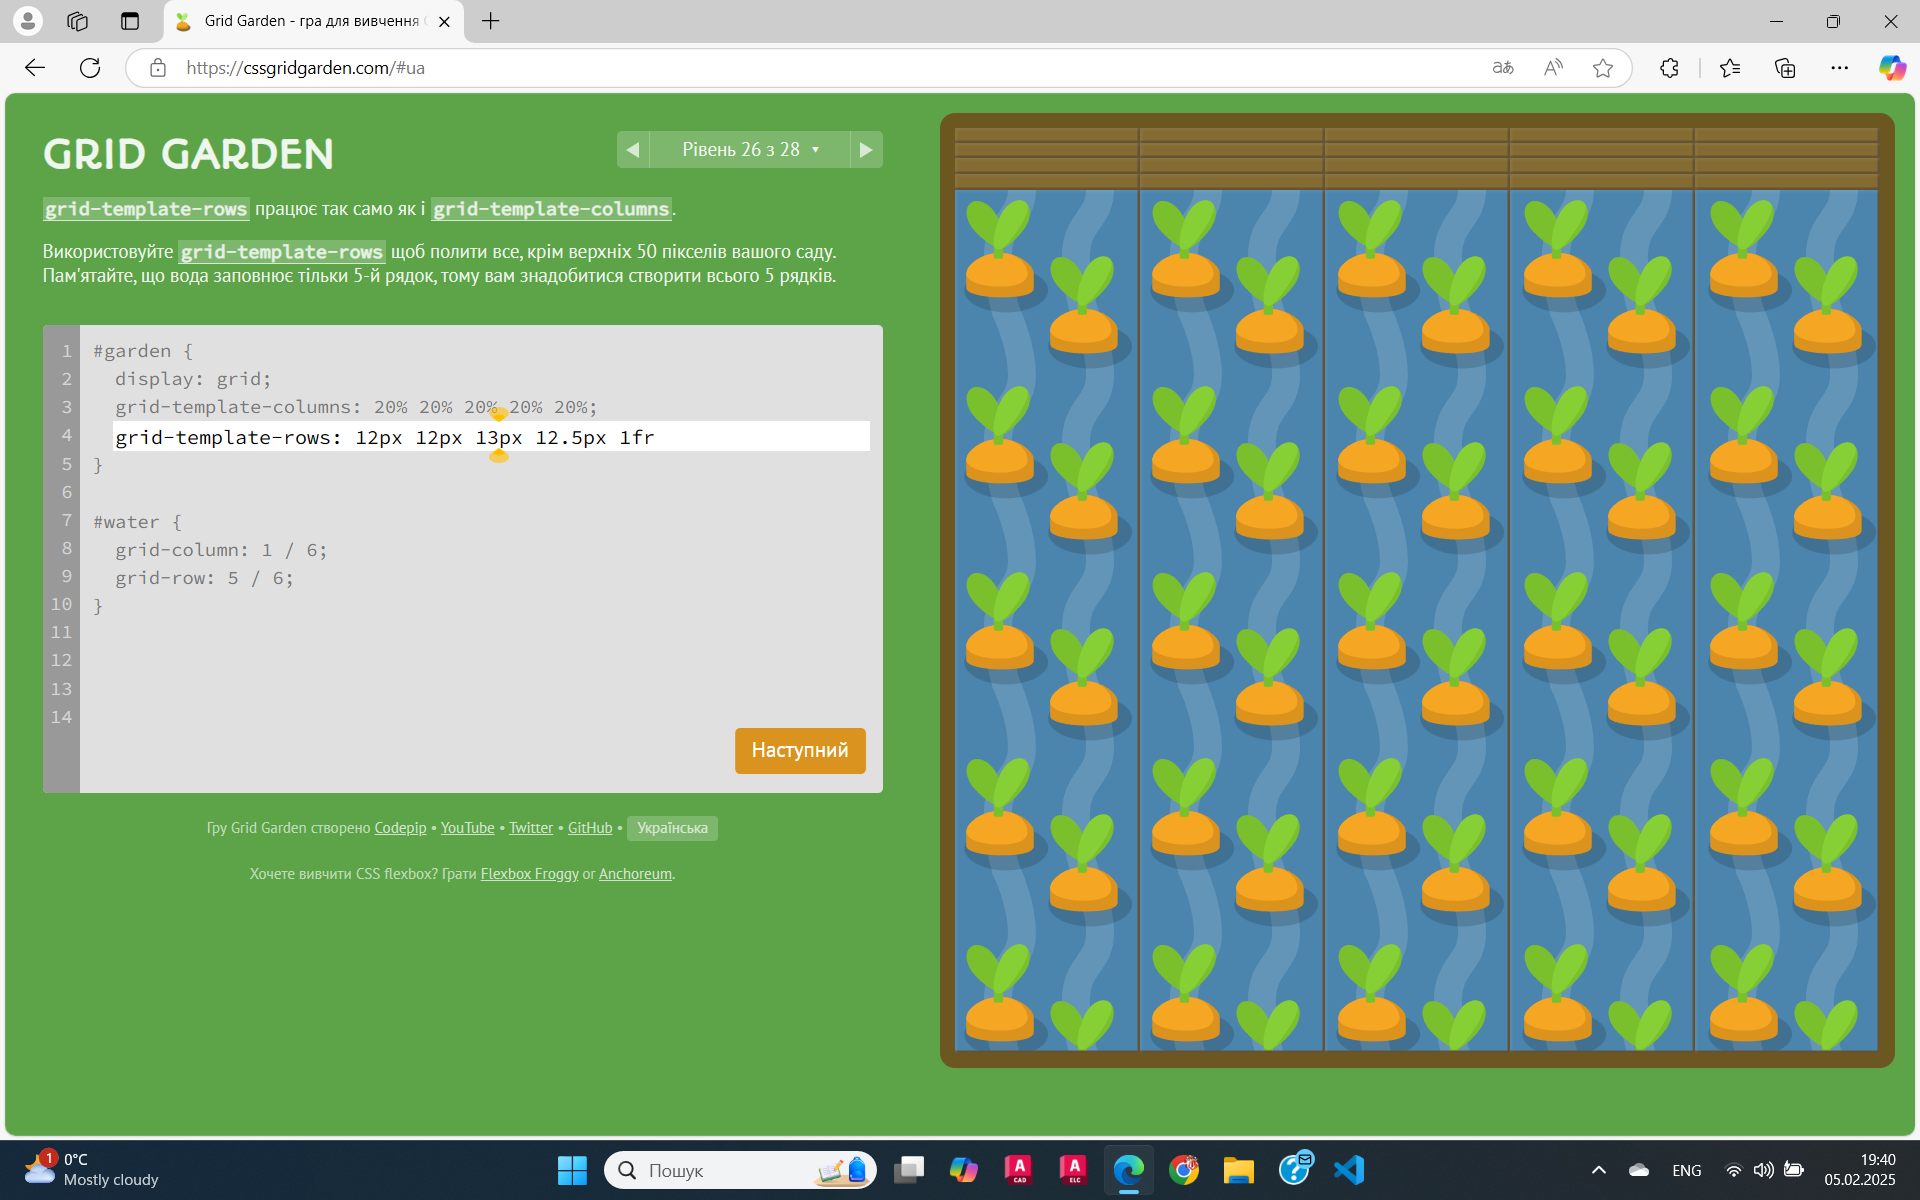 Grid Garden - гра для вивчення
https://cssgridgarden.com/#ua
GRID GARDEN
Рівень 26 з 28
grid-template-rows працює так само як і grid-template-columns.
Використовуйте grid-template-rows щоб полити все, крім верхніх 50 пікселів вашого саду.
Пам'ятайте, що вода заповнює тільки 5-й рядок, тому вам знадобитися створити всього 5 рядків.
1 #garden {
2 display: grid;
3 grid-template-columns: 20% 20% 20% 20% 20%;
4 grid-template-rows: 12px 12px 13px 12.5px 1fr
5 }
6
7 #water {
8 grid-column: 1 / 6;
9 grid-row: 5 / 6;
10 }
11
12
13
14
Наступний
Гру Grid Garden створено Codepip • YouTube • Twitter • GitHub • Українська
Хочете вивчити CSS flexbox? Грати Flexbox Froggy or Anchoreum.
1
0°C
Mostly cloudy
Пошук
A CAD
A ELC
ENG
19:40
05.02.2025